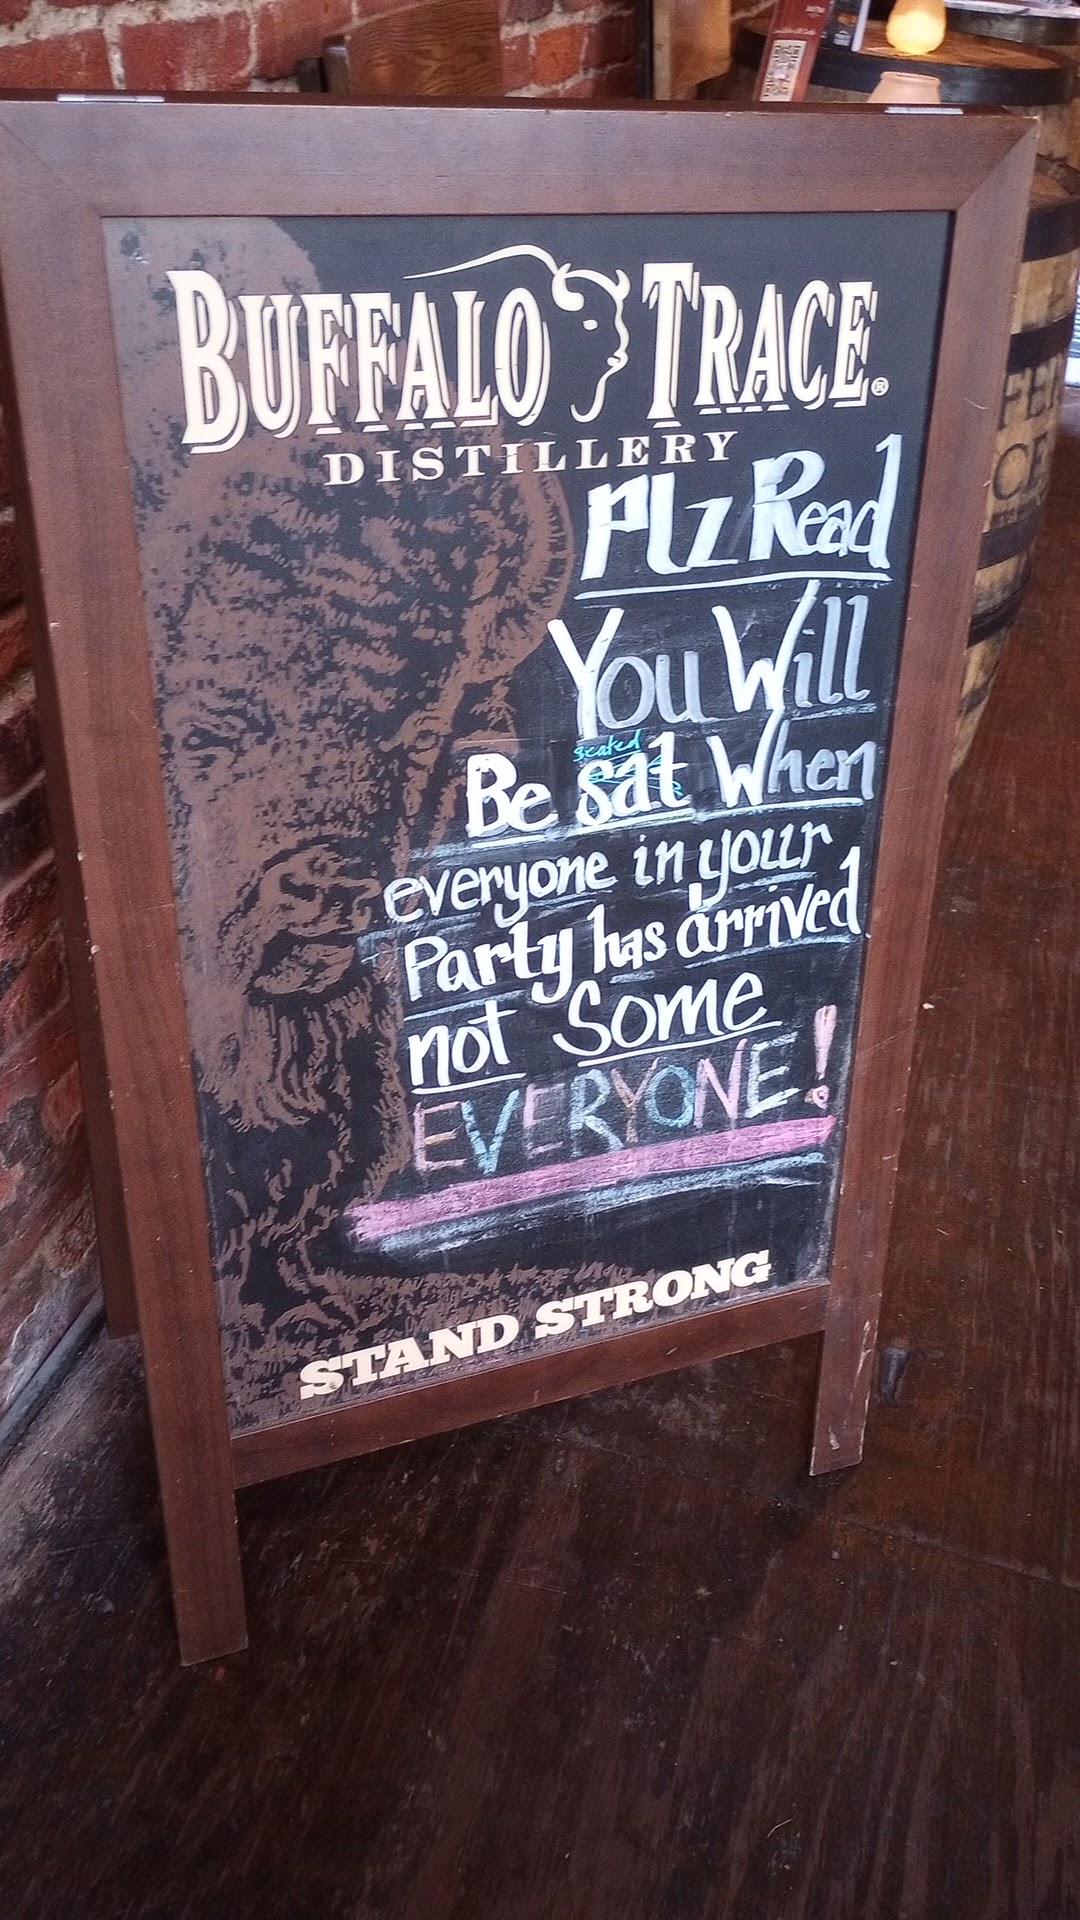 BUFFALO TRACE®
DISTILLERY
Plz Read
You Will
seated
Be sat When
everyone in your
Party has arrived
not Some
EVERYONE!
STAND STRONG